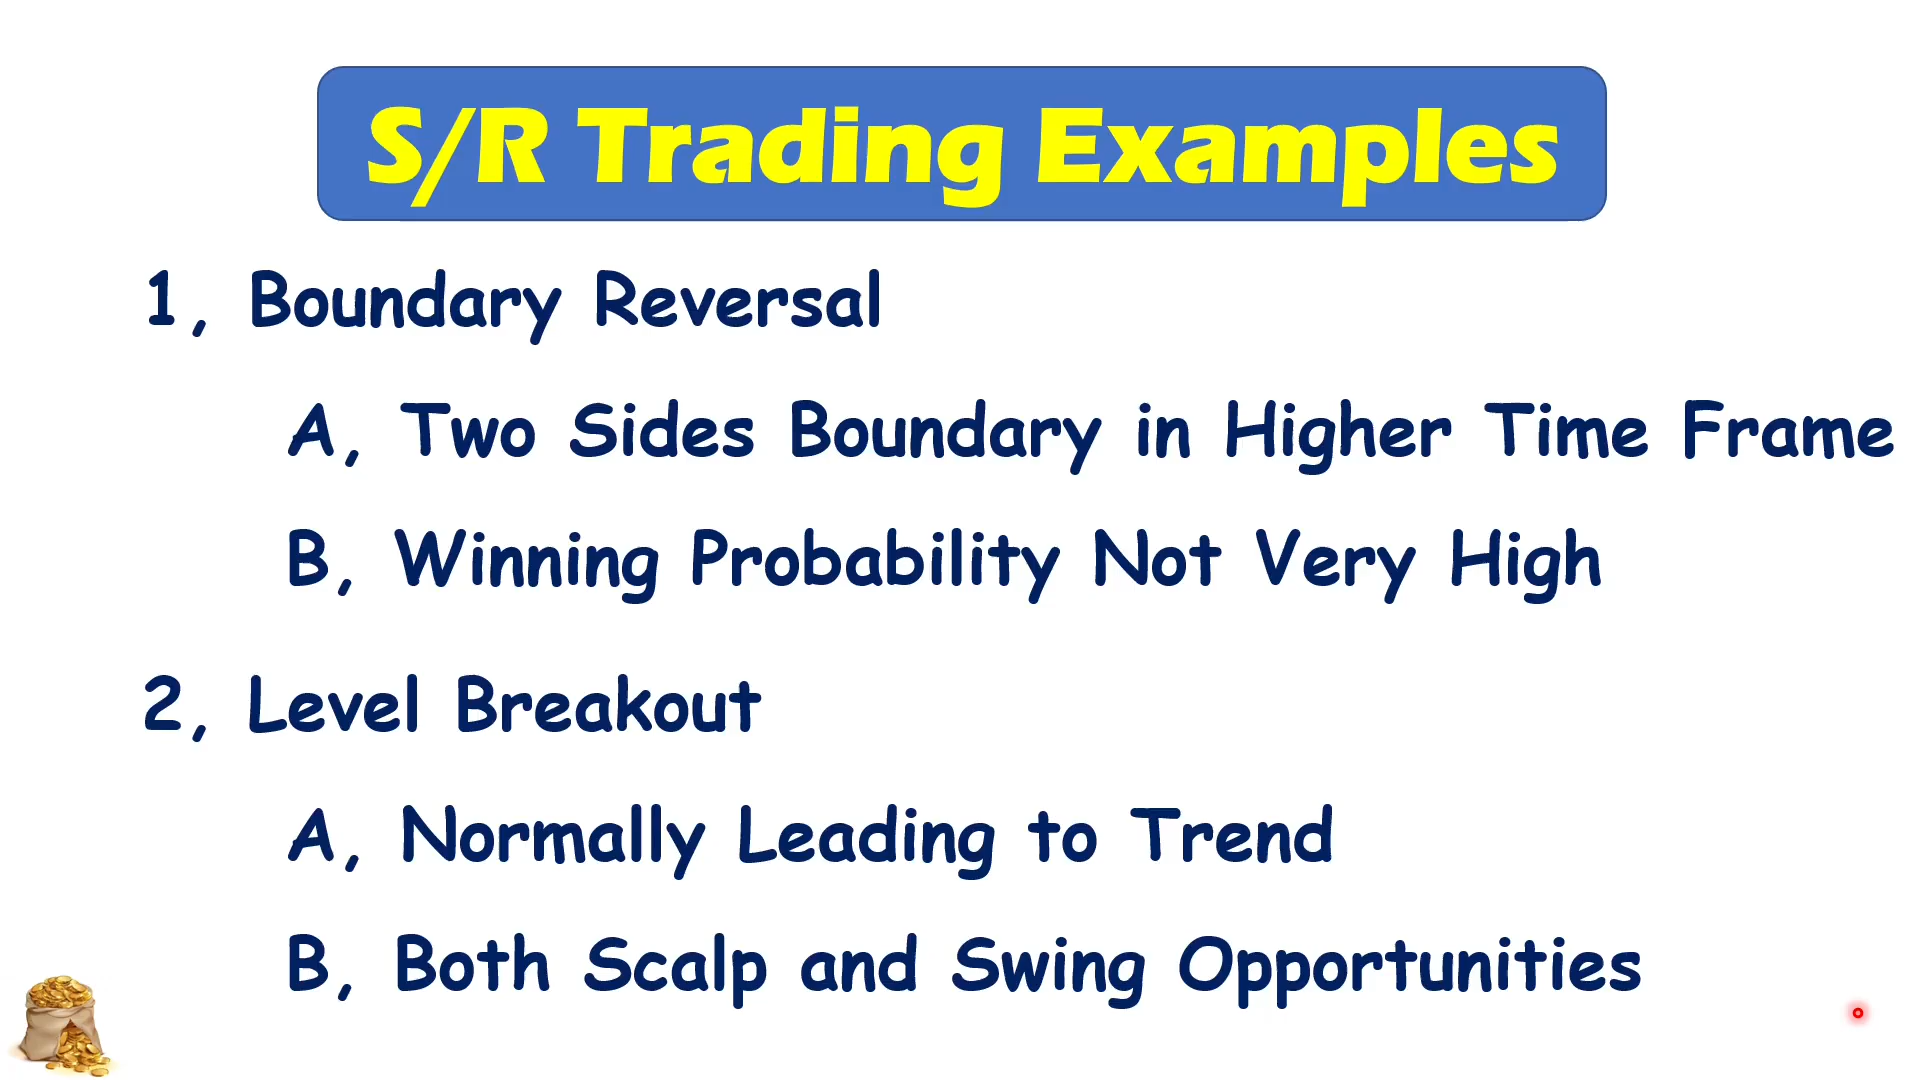 S/R Trading Examples
1, Boundary Reversal
A, Two Sides Boundary in Higher Time Frame
B, Winning Probability Not Very High
2, Level Breakout
A, Normally Leading to Trend
B, Both Scalp and Swing Opportunities